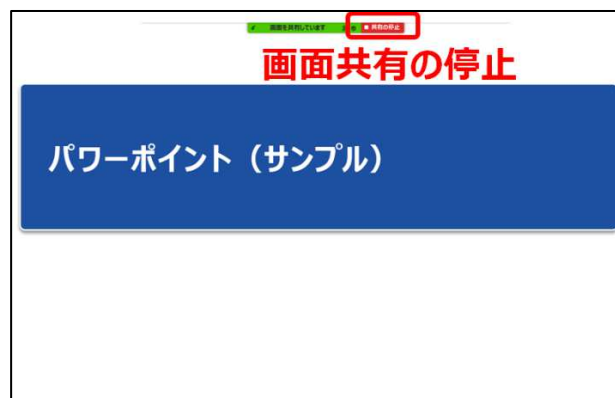 画面を共有しています
共有の停止
画面共有の停止
パワーポイント（サンプル）